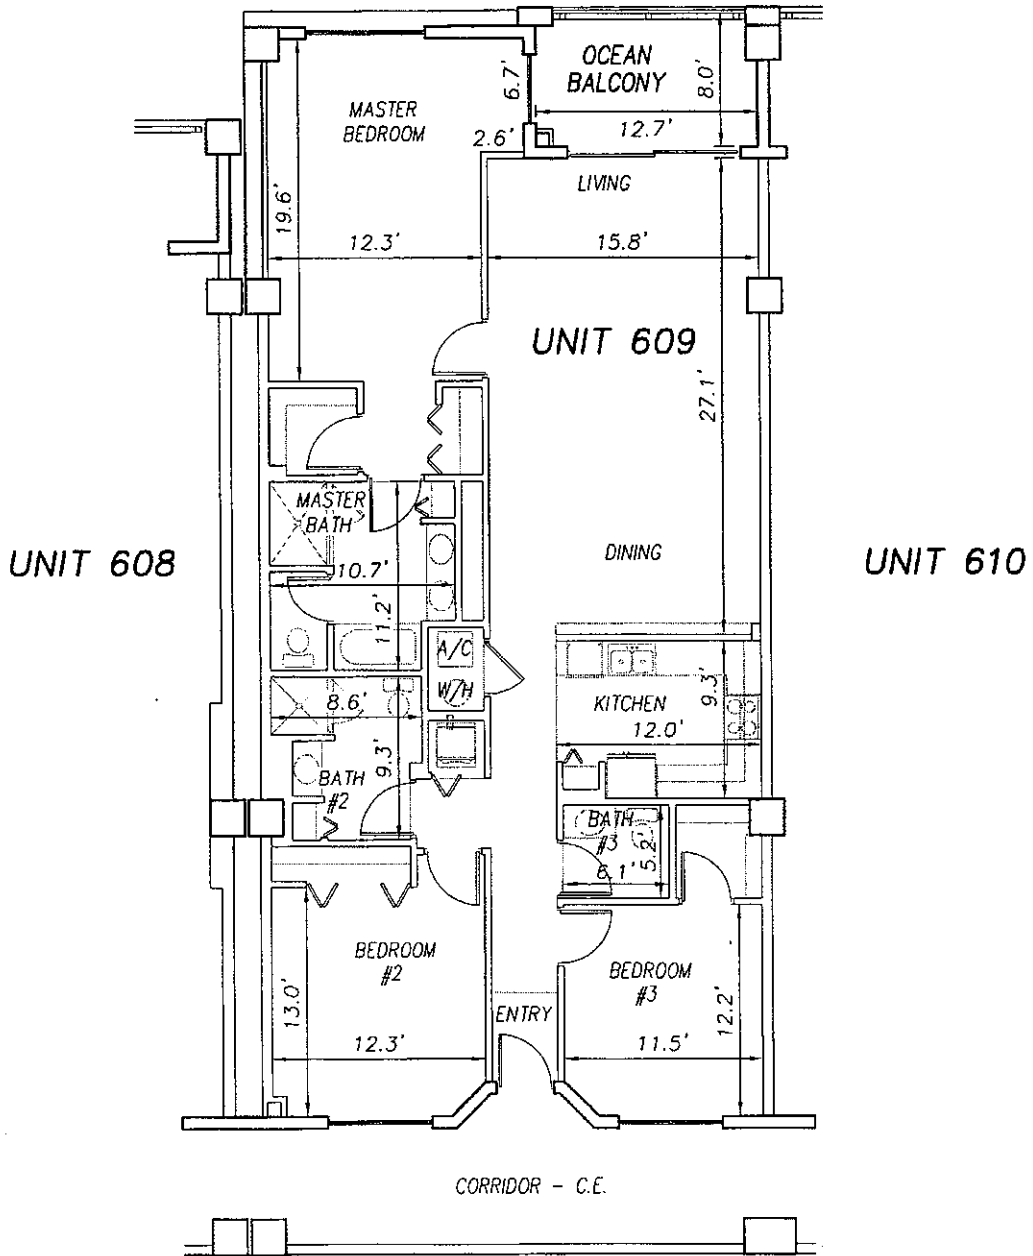 OCEAN
BALCONY
6.7'
8.0'
12.7'
MASTER
BEDROOM
2.6'
LIVING
19.6'
12.3'
15.8'
UNIT 609
27.1'
MASTER
BATH
UNIT 608
DINING
UNIT 610
10.7'
11.2'
A/C
W/H
8.6'
KITCHEN
9.3'
12.0'
9.3'
BATH
#2
BATH
#3
5.2'
6.1'
BEDROOM
#2
BEDROOM
#3
13.0'
ENTRY
12.2'
12.3'
11.5'
CORRIDOR - C.E.